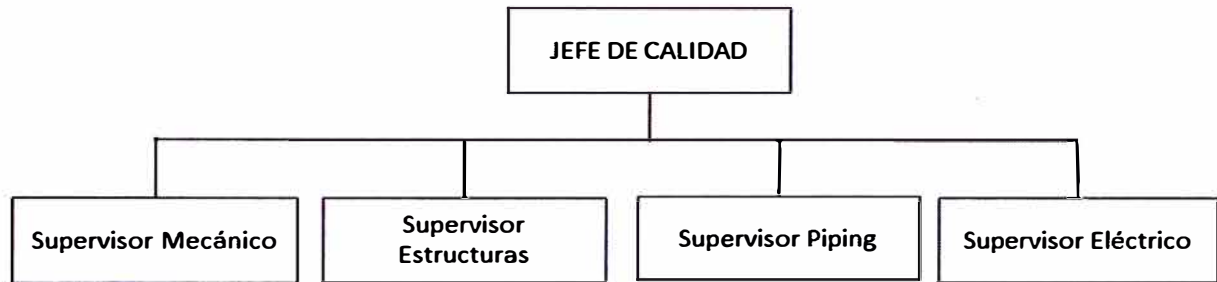 JEFE DE CALIDAD
Supervisor Mecánico
Supervisor
Estructuras
Supervisor Piping
Supervisor Eléctrico